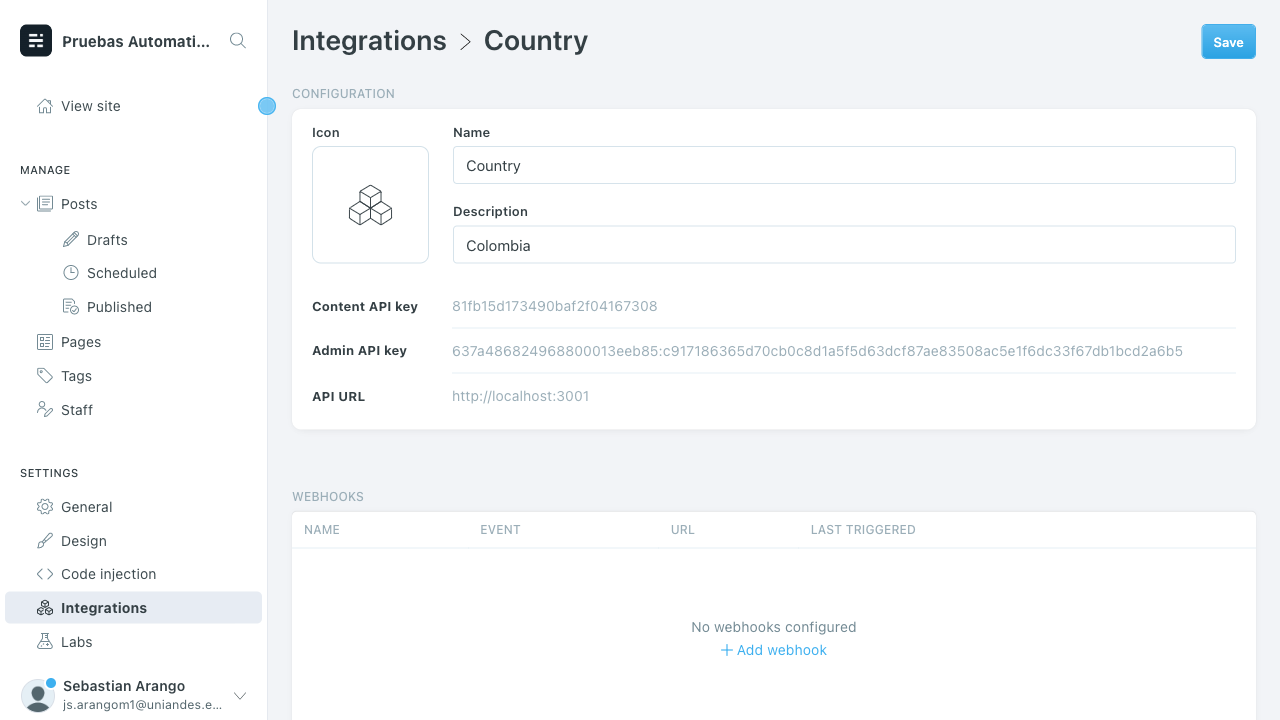 Pruebas Automati...
View site
MANAGE
Posts
Drafts
Scheduled
Published
Pages
Tags
Staff
SETTINGS
General
Design
Code injection
Integrations
Labs
Sebastian Arango
js.arangom1@uniandes.e...
Integrations > Country
Save
CONFIGURATION
Icon
Name
Country
Description
Colombia
Content API key 81fb15d173490baf2f04167308
Admin API key 637a486824968800013eeb85:c917186365d70cb0c8d1a5f5d63dcf87ae83508ac5e1f6dc33f67db1bcd2a6b5
API URL http://localhost:3001
WEBHOOKS
NAME EVENT URL LAST TRIGGERED
No webhooks configured
Add webhook